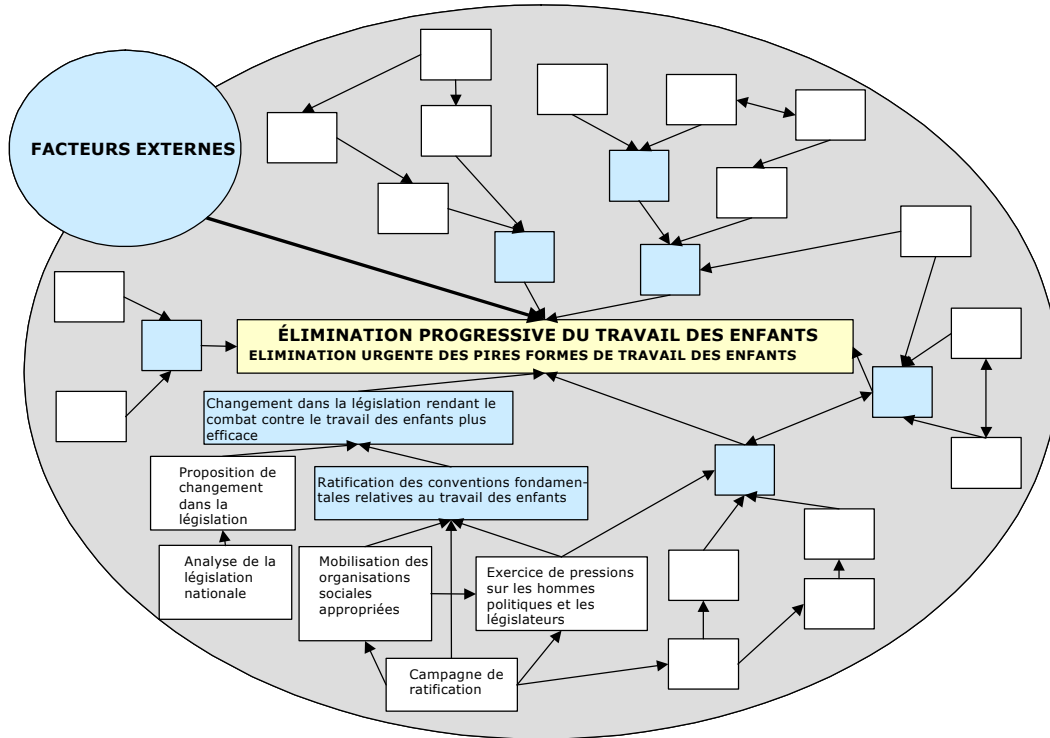 FACTEURS EXTERNES
ÉLIMINATION PROGRESSIVE DU TRAVAIL DES ENFANTS
ELIMINATION URGENTE DES PIRES FORMES DE TRAVAIL DES ENFANTS
Changement dans la législation rendant le
combat contre le travail des enfants plus
efficace
Proposition de
changement
dans la
législation
Ratification des conventions fondamen-
tales relatives au travail des enfants
Analyse de la
législation
nationale
Mobilisation des
organisations
sociales
appropriées
Exercice de pressions
sur les hommes
politiques et les
législateurs
Campagne de
ratification